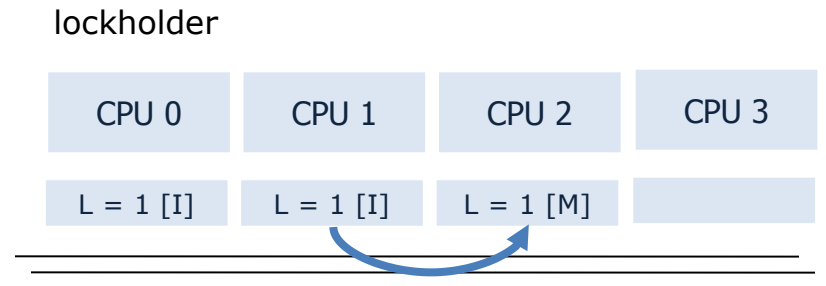 lockholder
CPU 0 CPU 1 CPU 2 CPU 3
L = 1 [I] L = 1 [I] L = 1 [M]